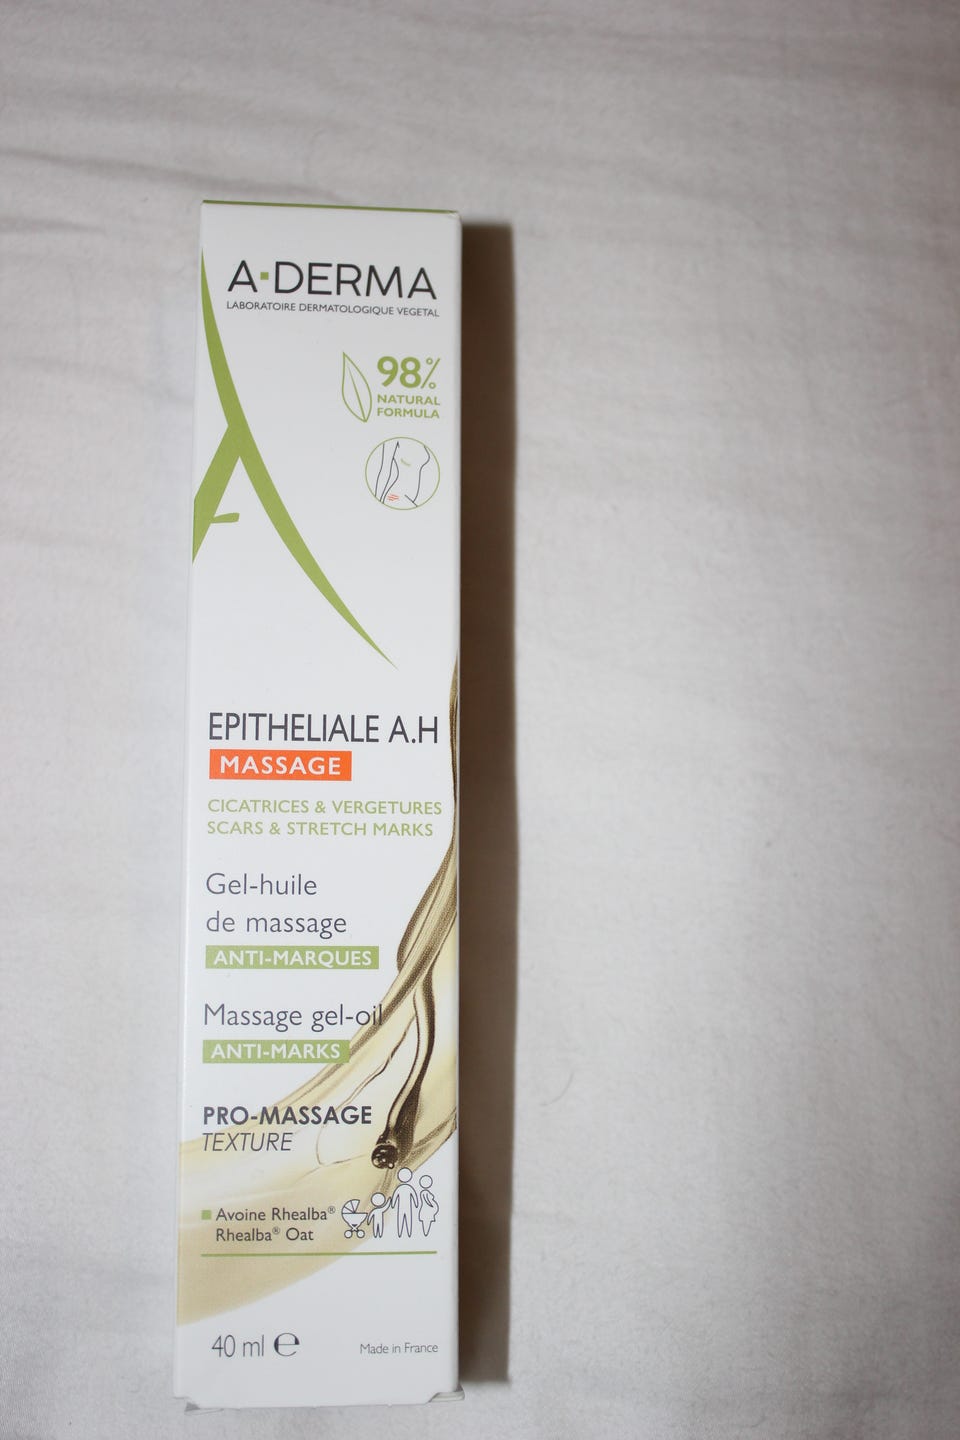 A·DERMA
LABORATOIRE DERMATOLOGIQUE VEGETAL
98%
NATURAL
FORMULA
EPITHELIALE A.H
MASSAGE
CICATRICES & VERGETURES
SCARS & STRETCH MARKS
Gel-huile
de massage
ANTI-MARQUES
Massage gel-oil
ANTI-MARKS
PRO-MASSAGE
TEXTURE
Avoine Rhealba®
Rhealba® Oat
40 ml ℮
Made in France